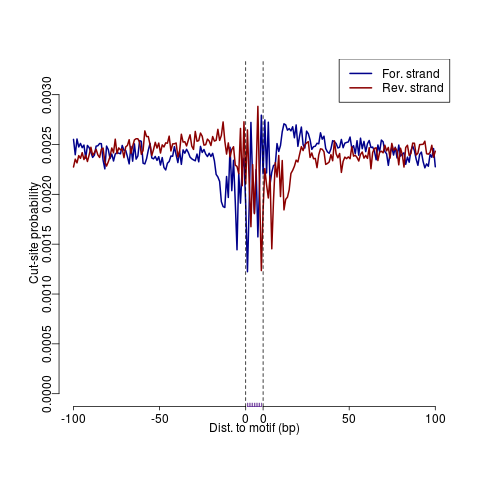 For. strand
Rev. strand
Cut-site probability
0.0030
0.0025
0.0020
0.0015
0.0010
0.0005
0.0000
-100 -50 0 0 50 100
Dist. to motif (bp)